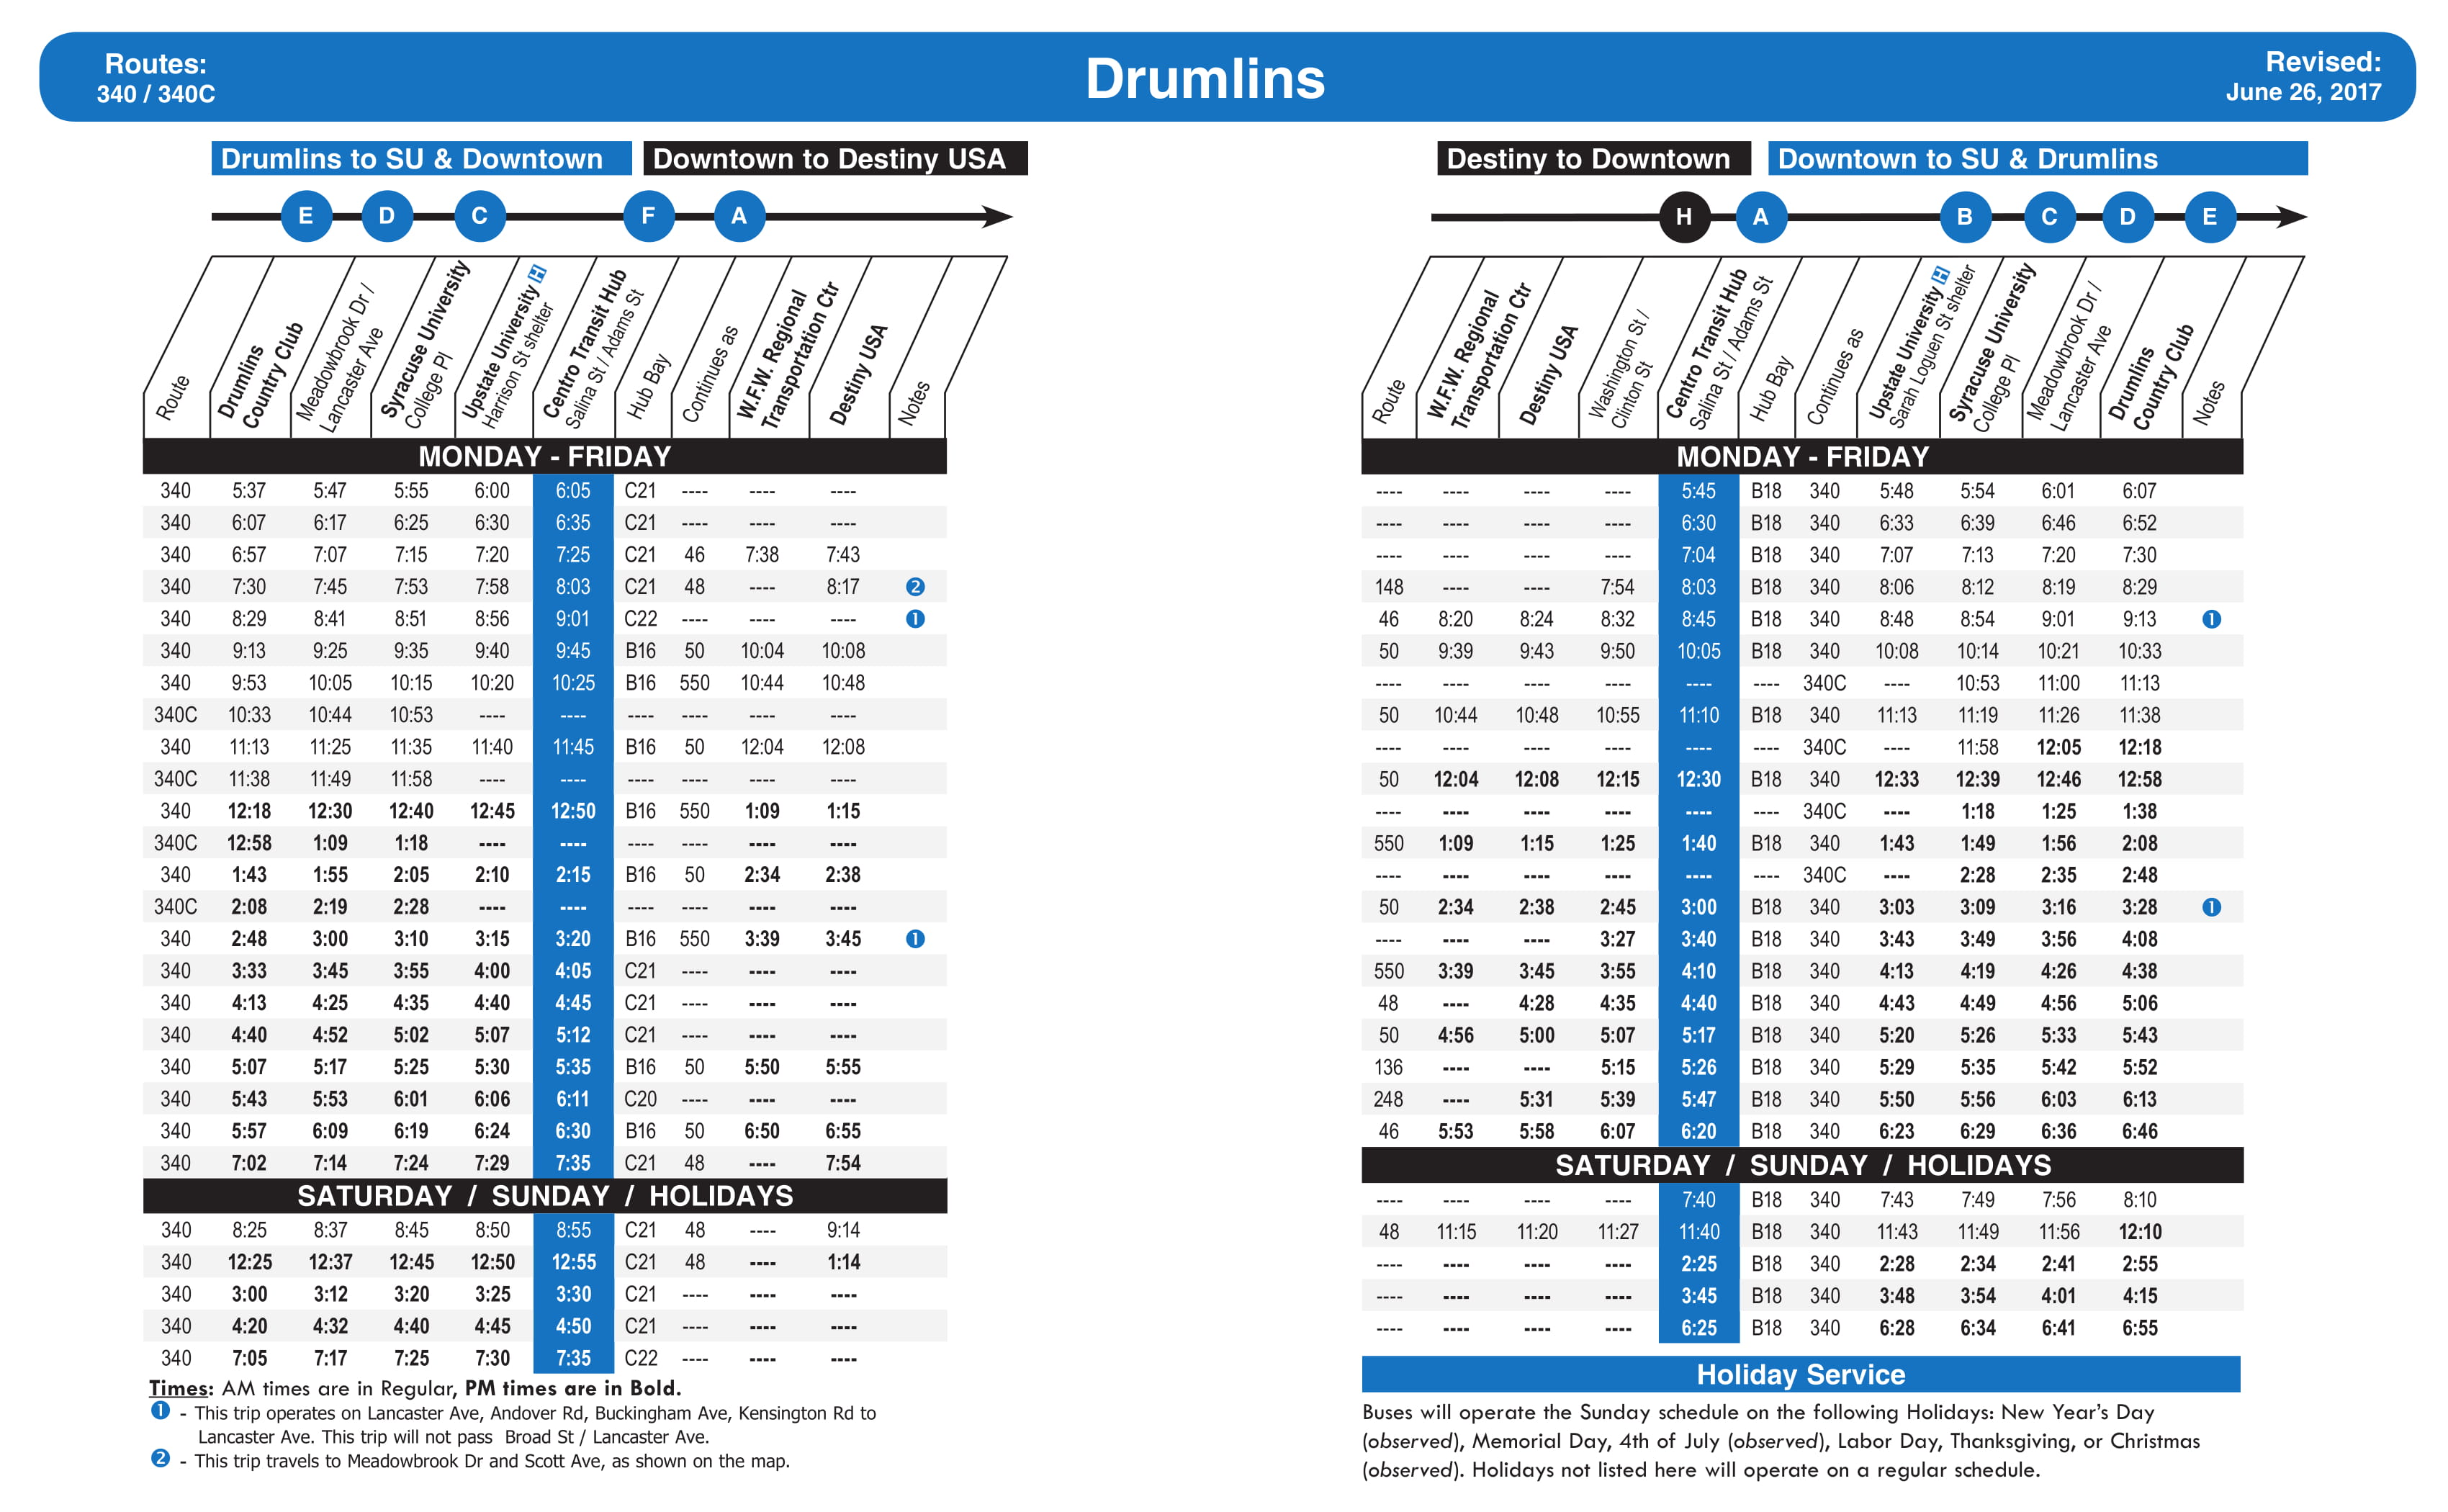 Routes:
340 / 340C
Drumlins
Revised:
June 26, 2017
Drumlins to SU & Downtown
Downtown to Destiny USA
E D C F A
Route
Drumlins
Country Club
Meadowbrook Dr /
Lancaster Ave
Syracuse University
College Pl
Upstate University H
Harrison St shelter
Centro Transit Hub
Salina St / Adams St
Hub Bay
Continues as
W.F.W. Regional
Transportation Ctr
Destiny USA
Notes
MONDAY - FRIDAY
340 5:37 5:47 5:55 6:00 6:05 C21 ---- ---- ----
340 6:07 6:17 6:25 6:30 6:35 C21 ---- ---- ----
340 6:57 7:07 7:15 7:20 7:25 C21 46 7:38 7:43
340 7:30 7:45 7:53 7:58 8:03 C21 48 ---- 8:17 ❷
340 8:29 8:41 8:51 8:56 9:01 C22 ---- ---- ---- ❶
340 9:13 9:25 9:35 9:40 9:45 B16 50 10:04 10:08
340 9:53 10:05 10:15 10:20 10:25 B16 550 10:44 10:48
340C 10:33 10:44 10:53 ---- ---- ---- ---- ---- ----
340 11:13 11:25 11:35 11:40 11:45 B16 50 12:04 12:08
340C 11:38 11:49 11:58 ---- ---- ---- ---- ---- ----
340 12:18 12:30 12:40 12:45 12:50 B16 550 1:09 1:15
340C 12:58 1:09 1:18 ---- ---- ---- ---- ---- ----
340 1:43 1:55 2:05 2:10 2:15 B16 50 2:34 2:38
340C 2:08 2:19 2:28 ---- ---- ---- ---- ---- ----
340 2:48 3:00 3:10 3:15 3:20 B16 550 3:39 3:45 ❶
340 3:33 3:45 3:55 4:00 4:05 C21 ---- ---- ----
340 4:13 4:25 4:35 4:40 4:45 C21 ---- ---- ----
340 4:40 4:52 5:02 5:07 5:12 C21 ---- ---- ----
340 5:07 5:17 5:25 5:30 5:35 B16 50 5:50 5:55
340 5:43 5:53 6:01 6:06 6:11 C20 ---- ---- ----
340 5:57 6:09 6:19 6:24 6:30 B16 50 6:50 6:55
340 7:02 7:14 7:24 7:29 7:35 C21 48 ---- 7:54
SATURDAY / SUNDAY / HOLIDAYS
340 8:25 8:37 8:45 8:50 8:55 C21 48 ---- 9:14
340 12:25 12:37 12:45 12:50 12:55 C21 48 ---- 1:14
340 3:00 3:12 3:20 3:25 3:30 C21 ---- ---- ----
340 4:20 4:32 4:40 4:45 4:50 C21 ---- ---- ----
340 7:05 7:17 7:25 7:30 7:35 C22 ---- ---- ----
Times: AM times are in Regular, PM times are in Bold.
❶ - This trip operates on Lancaster Ave, Andover Rd, Buckingham Ave, Kensington Rd to
Lancaster Ave. This trip will not pass Broad St / Lancaster Ave.
❷ - This trip travels to Meadowbrook Dr and Scott Ave, as shown on the map.
Destiny to Downtown
Downtown to SU & Drumlins
H A B C D E
Route
W.F.W. Regional
Transportation Ctr
Destiny USA
Washington St /
Clinton St
Centro Transit Hub
Salina St / Adams St
Hub Bay
Continues as
Upstate University H
Sarah Loguen St shelter
Syracuse University
College Pl
Meadowbrook Dr /
Lancaster Ave
Drumlins
Country Club
Notes
MONDAY - FRIDAY
---- ---- ---- ---- 5:45 B18 340 5:48 5:54 6:01 6:07
---- ---- ---- ---- 6:30 B18 340 6:33 6:39 6:46 6:52
---- ---- ---- ---- 7:04 B18 340 7:07 7:13 7:20 7:30
148 ---- ---- 7:54 8:03 B18 340 8:06 8:12 8:19 8:29
46 8:20 8:24 8:32 8:45 B18 340 8:48 8:54 9:01 9:13 ❶
50 9:39 9:43 9:50 10:05 B18 340 10:08 10:14 10:21 10:33
---- ---- ---- ---- ---- ---- 340C ---- 10:53 11:00 11:13
50 10:44 10:48 10:55 11:10 B18 340 11:13 11:19 11:26 11:38
---- ---- ---- ---- ---- ---- 340C ---- 11:58 12:05 12:18
50 12:04 12:08 12:15 12:30 B18 340 12:33 12:39 12:46 12:58
---- ---- ---- ---- ---- ---- 340C ---- 1:18 1:25 1:38
550 1:09 1:15 1:25 1:40 B18 340 1:43 1:49 1:56 2:08
---- ---- ---- ---- ---- ---- 340C ---- 2:28 2:35 2:48
50 2:34 2:38 2:45 3:00 B18 340 3:03 3:09 3:16 3:28 ❶
---- ---- ---- 3:27 3:40 B18 340 3:43 3:49 3:56 4:08
550 3:39 3:45 3:55 4:10 B18 340 4:13 4:19 4:26 4:38
48 ---- 4:28 4:35 4:40 B18 340 4:43 4:49 4:56 5:06
50 4:56 5:00 5:07 5:17 B18 340 5:20 5:26 5:33 5:43
136 ---- ---- 5:15 5:26 B18 340 5:29 5:35 5:42 5:52
248 ---- 5:31 5:39 5:47 B18 340 5:50 5:56 6:03 6:13
46 5:53 5:58 6:07 6:20 B18 340 6:23 6:29 6:36 6:46
SATURDAY / SUNDAY / HOLIDAYS
---- ---- ---- ---- 7:40 B18 340 7:43 7:49 7:56 8:10
48 11:15 11:20 11:27 11:40 B18 340 11:43 11:49 11:56 12:10
---- ---- ---- ---- 2:25 B18 340 2:28 2:34 2:41 2:55
---- ---- ---- ---- 3:45 B18 340 3:48 3:54 4:01 4:15
---- ---- ---- ---- 6:25 B18 340 6:28 6:34 6:41 6:55
Holiday Service
Buses will operate the Sunday schedule on the following Holidays: New Year's Day
(observed), Memorial Day, 4th of July (observed), Labor Day, Thanksgiving, or Christmas
(observed). Holidays not listed here will operate on a regular schedule.